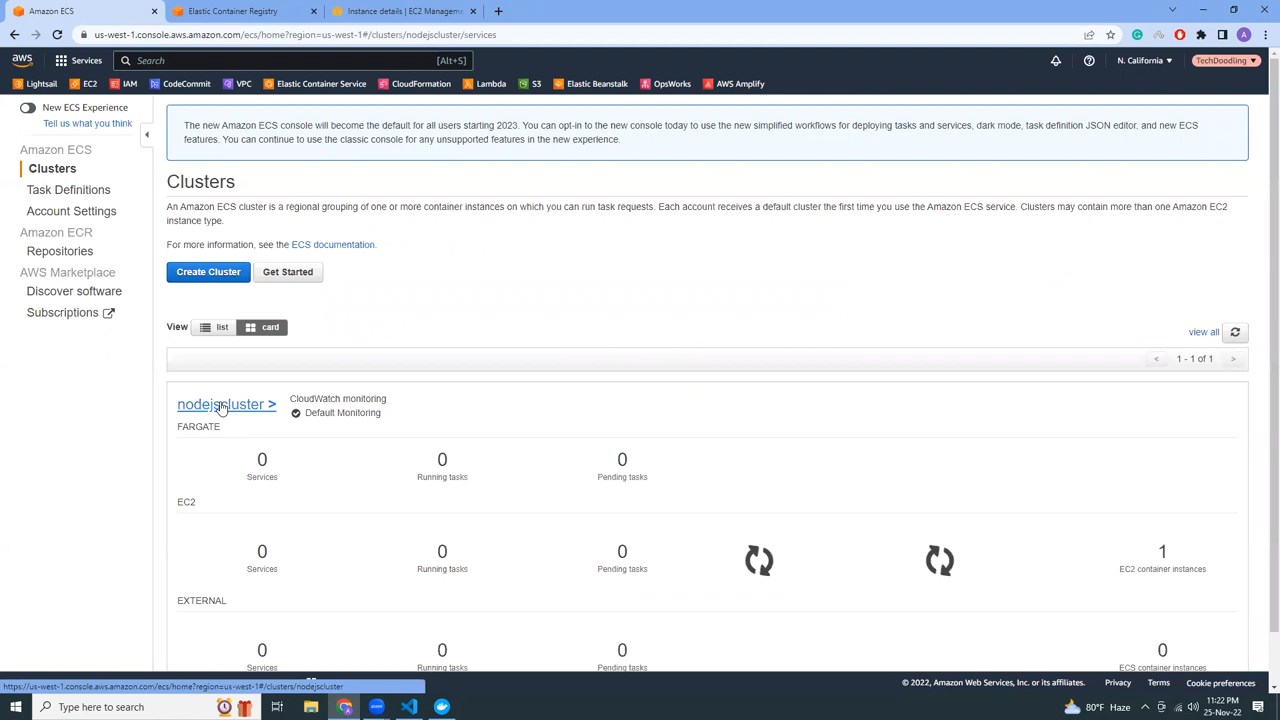 Amazon ECS
Elastic Container Registry
Instance details | EC2 Manageme
us-west-1.console.aws.amazon.com/ecs/home?region=us-west-1#/clusters/nodejscluster/services
aws
Services
Search
[Alt+S]
N. California
TechDoodling
Lightsail
EC2
IAM
CodeCommit
VPC
Elastic Container Service
CloudFormation
Lambda
S3
Elastic Beanstalk
OpsWorks
AWS Amplify
New ECS Experience
Tell us what you think
Amazon ECS
Clusters
Task Definitions
Account Settings
Amazon ECR
Repositories
AWS Marketplace
Discover software
Subscriptions
The new Amazon ECS console will become the default for all users starting 2023. You can opt-in to the new console today to use the new simplified workflows for deploying tasks and services, dark mode, task definition JSON editor, and new ECS
features. You can continue to use the classic console for any unsupported features in the new experience.
Clusters
An Amazon ECS cluster is a regional grouping of one or more container instances on which you can run task requests. Each account receives a default cluster the first time you use the Amazon ECS service. Clusters may contain more than one Amazon EC2
instance type.
For more information, see the ECS documentation.
Create Cluster
Get Started
View
list
card
view all
< 1 - 1 of 1 >
nodejscluster >
CloudWatch monitoring
Default Monitoring
FARGATE
0
0
0
Services
Running tasks
Pending tasks
EC2
0
0
0
1
Services
Running tasks
Pending tasks
EC2 container instances
EXTERNAL
0
0
0
0
Services
Running tasks
Pending tasks
ECS container instances
https://us-west-1.console.aws.amazon.com/ecs/home?region=us-west-1#/clusters/nodejscluster
© 2022, Amazon Web Services, Inc. or its affiliates.
Privacy
Terms
Cookie preferences
Type here to search
80°F Haze
11:22 PM
25-Nov-22